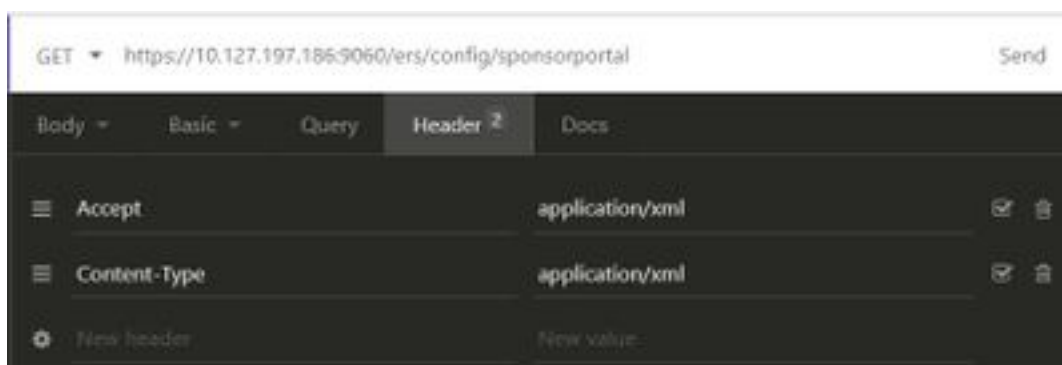 GET https://10.127.197.186:9060/ers/config/sponsorportal Send
Body Basic Query Header 2 Docs
Accept application/xml
Content-Type application/xml
New header New value